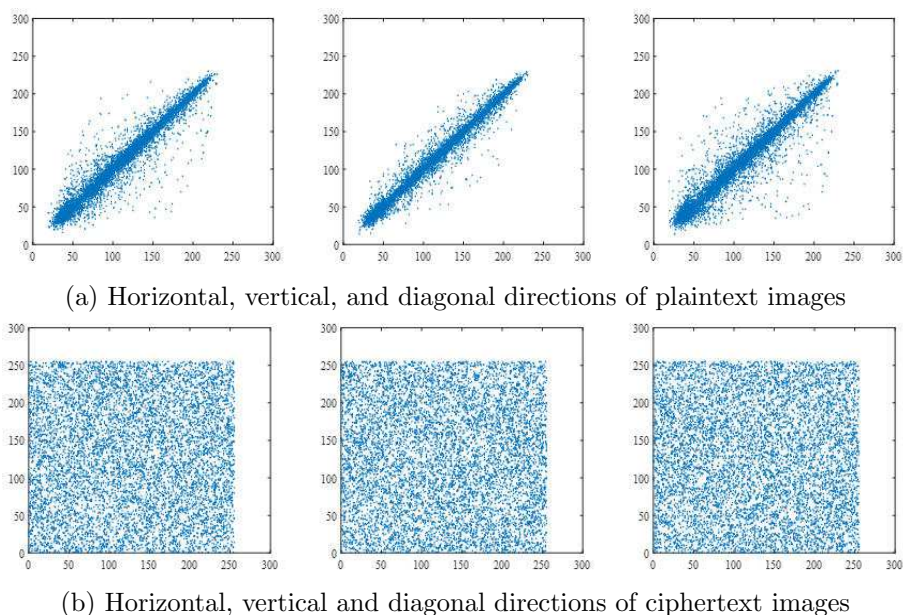 300 300 300
250 250 250
200 200 200
150 150 150
100 100 100
50 50 50
0 0 0
0 50 100 150 200 250 300 0 50 100 150 200 250 300 0 50 100 150 200 250 300
(a) Horizontal, vertical, and diagonal directions of plaintext images
300 300 300
250 250 250
200 200 200
150 150 150
100 100 100
50 50 50
0 0 0
0 50 100 150 200 250 300 0 50 100 150 200 250 300 0 50 100 150 200 250 300
(b) Horizontal, vertical and diagonal directions of ciphertext images